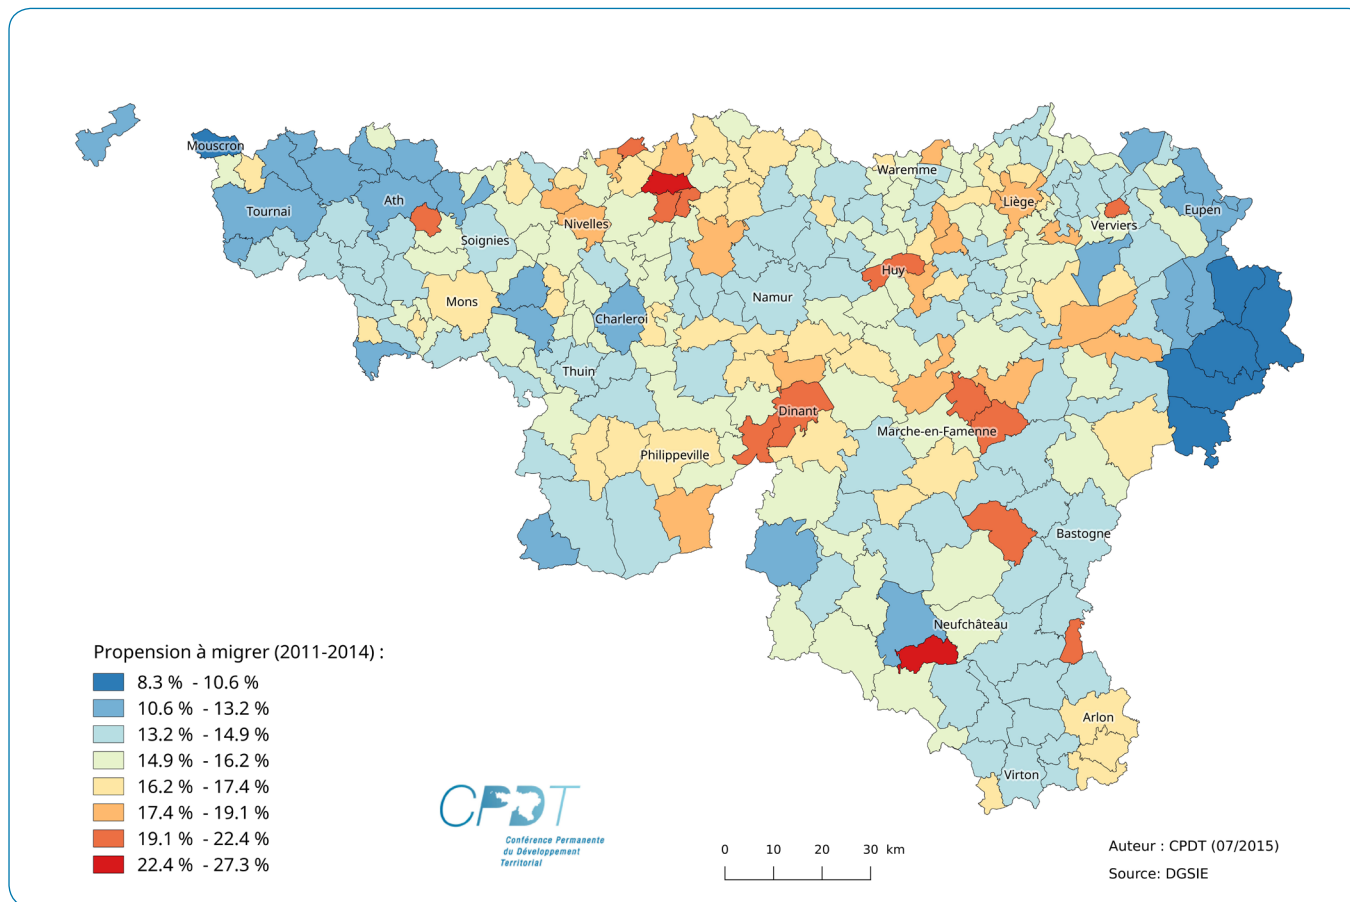 Mouscron
Tournai
Ath
Soignies
Nivelles
Waremme
Liège
Verviers
Eupen
Huy
Mons
Charleroi
Namur
Thuin
Dinant
Marche-en-Famenne
Philippeville
Bastogne
Neufchâteau
Arlon
Virton
Propension à migrer (2011-2014) :
8.3 % - 10.6 %
10.6 % - 13.2 %
13.2 % - 14.9 %
14.9 % - 16.2 %
16.2 % - 17.4 %
17.4 % - 19.1 %
19.1 % - 22.4 %
22.4 % - 27.3 %
CPDT
Conférence Permanente
du Développement
Territorial
0 10 20 30 km
Auteur : CPDT (07/2015)
Source: DGSIE